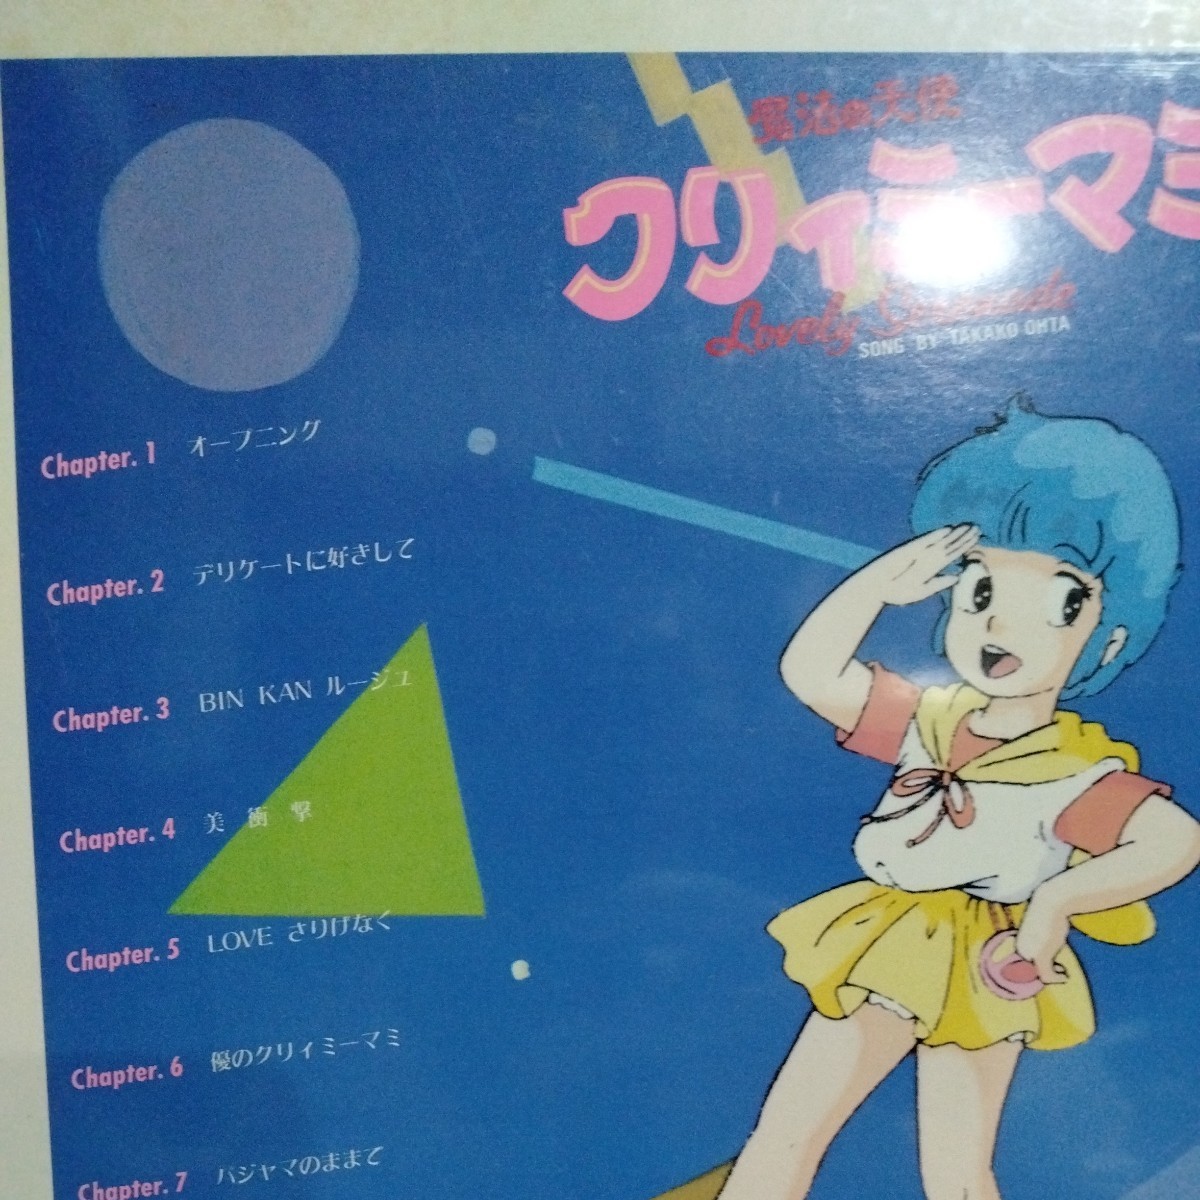 魔法の天使
クリィミーマミ
Lovely Serenade
SONG BY TAKAKO OHTA
Chapter. 1 オープニング
Chapter. 2 デリケートに好きして
Chapter. 3 BIN KAN ルージュ
Chapter. 4 美 衝 撃
Chapter. 5 LOVE さりげなく
Chapter. 6 優のクリィミーマミ
Chapter. 7 パジャマのままで